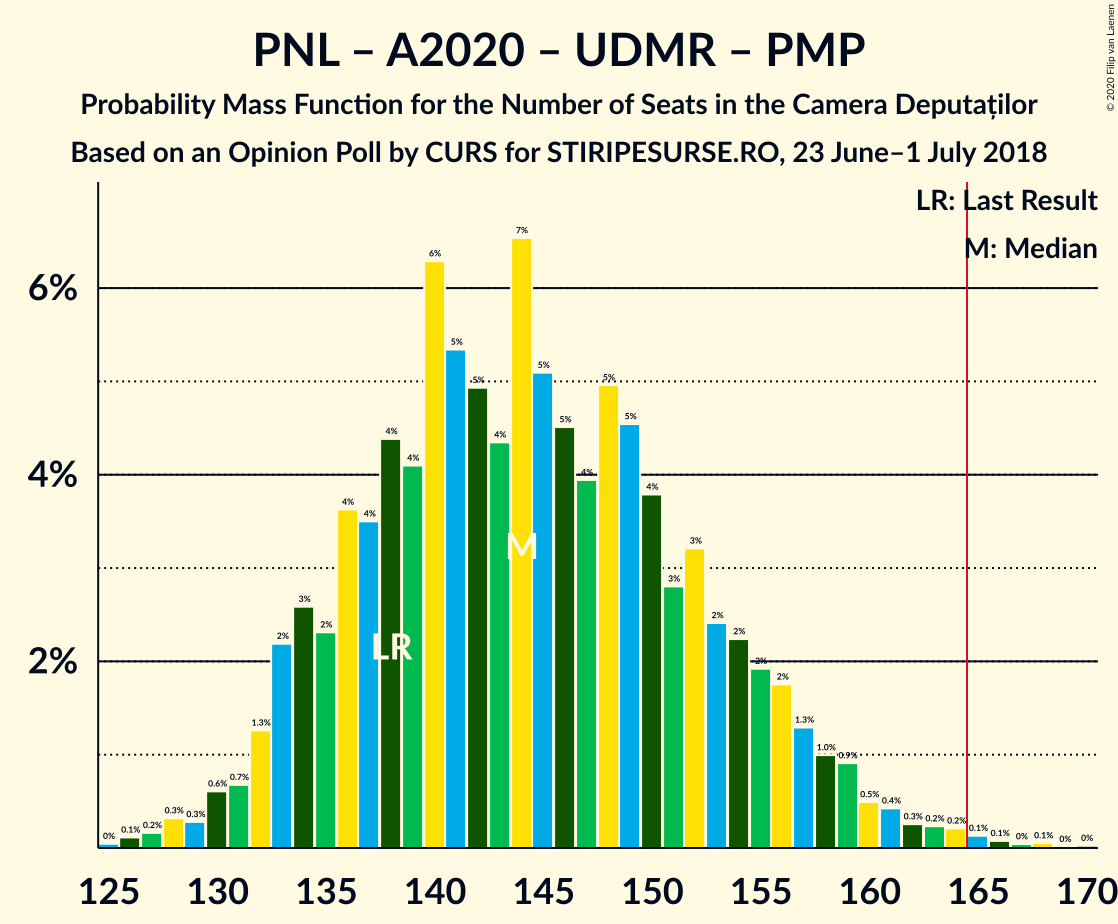 PNL – A2020 – UDMR – PMP
Probability Mass Function for the Number of Seats in the Camera Deputaților
Based on an Opinion Poll by CURS for STIRIPESURSE.RO, 23 June–1 July 2018
© 2020 Filip van Laenen
LR: Last Result
M: Median
6%
4%
2%
0% 0.1% 0.2% 0.3% 0.3% 0.6% 0.7% 1.3% 2% 3% 2% 4% 4% 4% 4% 6% 5% 5% 4% 7% 5% 5% 4% 5% 5% 4% 3% 3% 2% 2% 2% 2% 1.3% 1.0% 0.9% 0.5% 0.4% 0.3% 0.2% 0.2% 0.1% 0.1% 0% 0.1% 0% 0%
M
LR
125 130 135 140 145 150 155 160 165 170